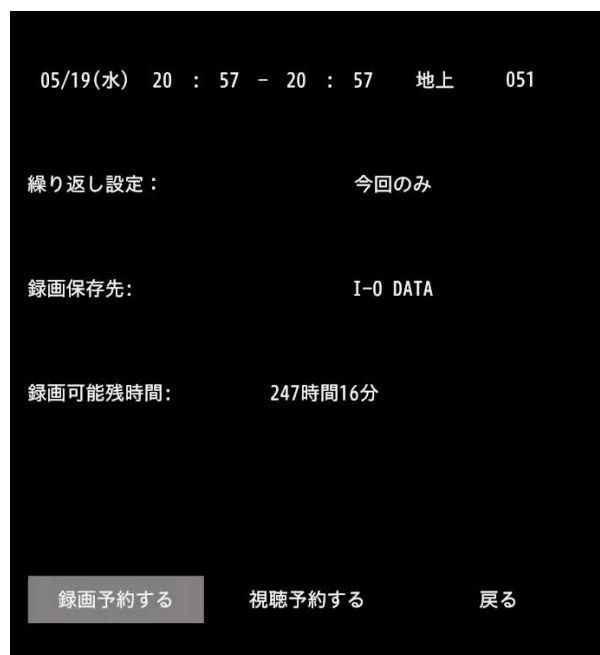 05/19(水) 20 : 57 - 20 : 57 地上 051
繰り返し設定： 今回のみ
録画保存先: I-O DATA
録画可能残時間: 247時間16分
録画予約する 視聴予約する 戻る